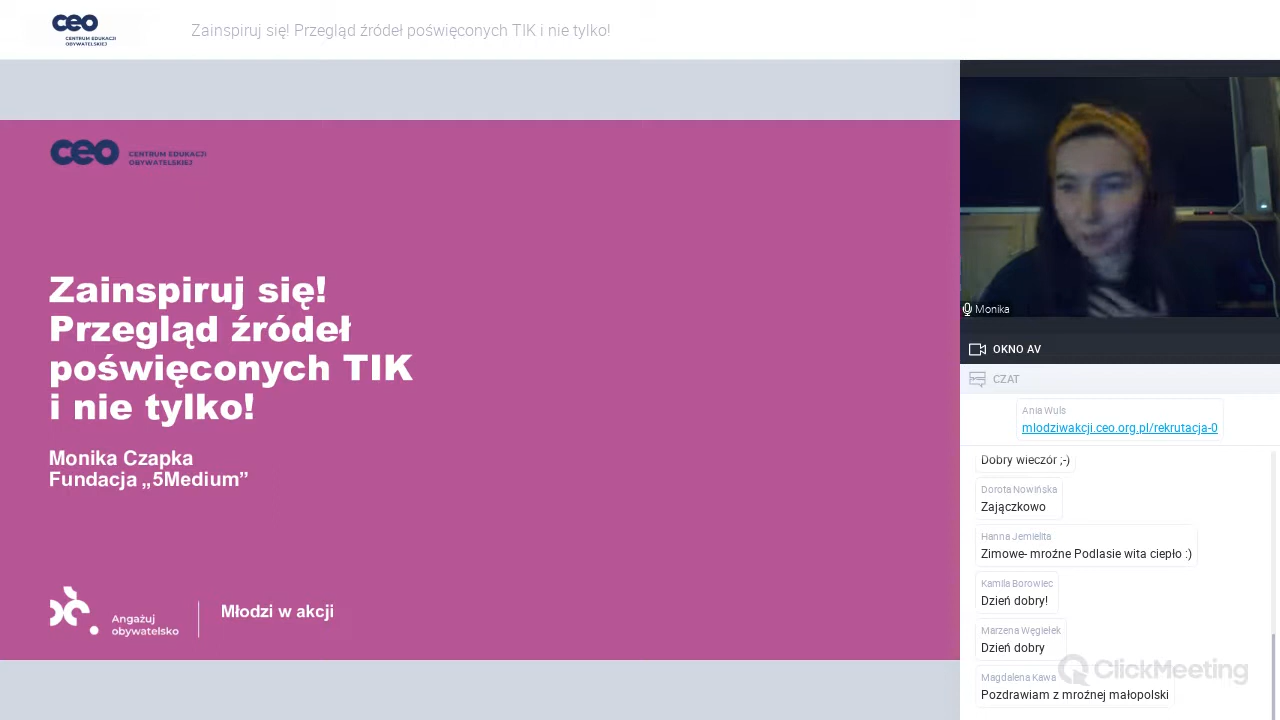 ceo
CENTRUM EDUKACJI
OBYWATELSKIEJ
Zainspiruj się! Przegląd źródeł poświęconych TIK i nie tylko!
ceo
CENTRUM EDUKACJI
OBYWATELSKIEJ
Zainspiruj się!
Przegląd źródeł
poświęconych TIK
i nie tylko!
Monika Czapka
Fundacja „5Medium”
Angażuj
obywatelsko
Młodzi w akcji
Monika
OKNO AV
CZAT
Ania Wuls
mlodziwakcji.ceo.org.pl/rekrutacja-0
Dobry wieczór ;-)
Dorota Nowińska
Zajączkowo
Hanna Jemielita
Zimowe- mroźne Podlasie wita ciepło :)
Kamila Borowiec
Dzień dobry!
Marzena Węgiełek
Dzień dobry
Magdalena Kawa
Pozdrawiam z mroźnej małopolski
ClickMeeting